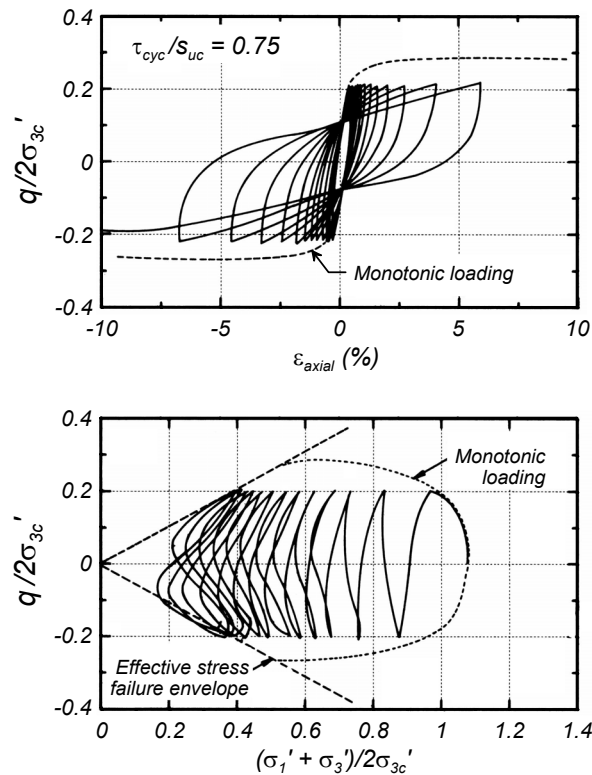 τcyc/suc = 0.75
0.4
0.2
0
-0.2
-0.4
q/2σ3c′
Monotonic loading
-10
-5
0
5
10
εaxial (%)
0.4
0.2
0
-0.2
-0.4
q/2σ3c′
Monotonic
loading
Effective stress
failure envelope
0
0.2
0.4
0.6
0.8
1
1.2
1.4
(σ1′ + σ3′)/2σ3c′